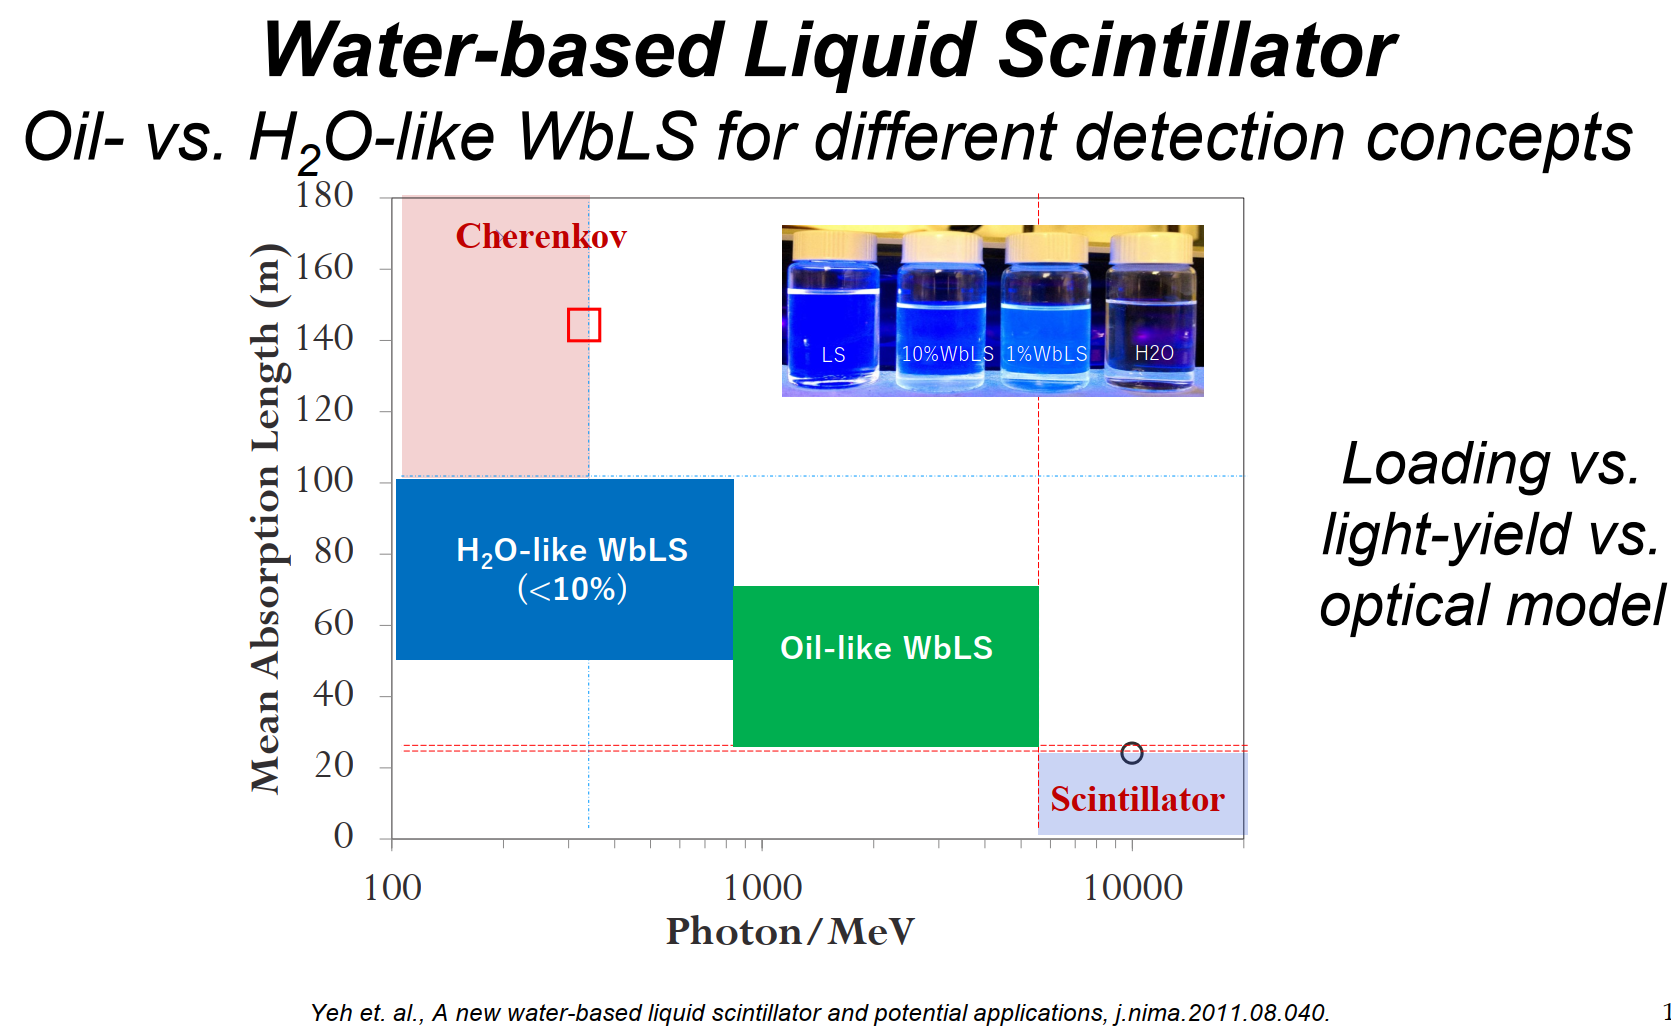 Water-based Liquid Scintillator
Oil- vs. H₂O-like WbLS for different detection concepts
Mean Absorption Length (m)
180
160
140
120
100
80
60
40
20
0
Cherenkov
LS
10%WbLS
1%WbLS
H2O
H₂O-like WbLS
(<10%)
Oil-like WbLS
Scintillator
100
1000
10000
Photon/MeV
Loading vs.
light-yield vs.
optical model
Yeh et. al., A new water-based liquid scintillator and potential applications, j.nima.2011.08.040.
1